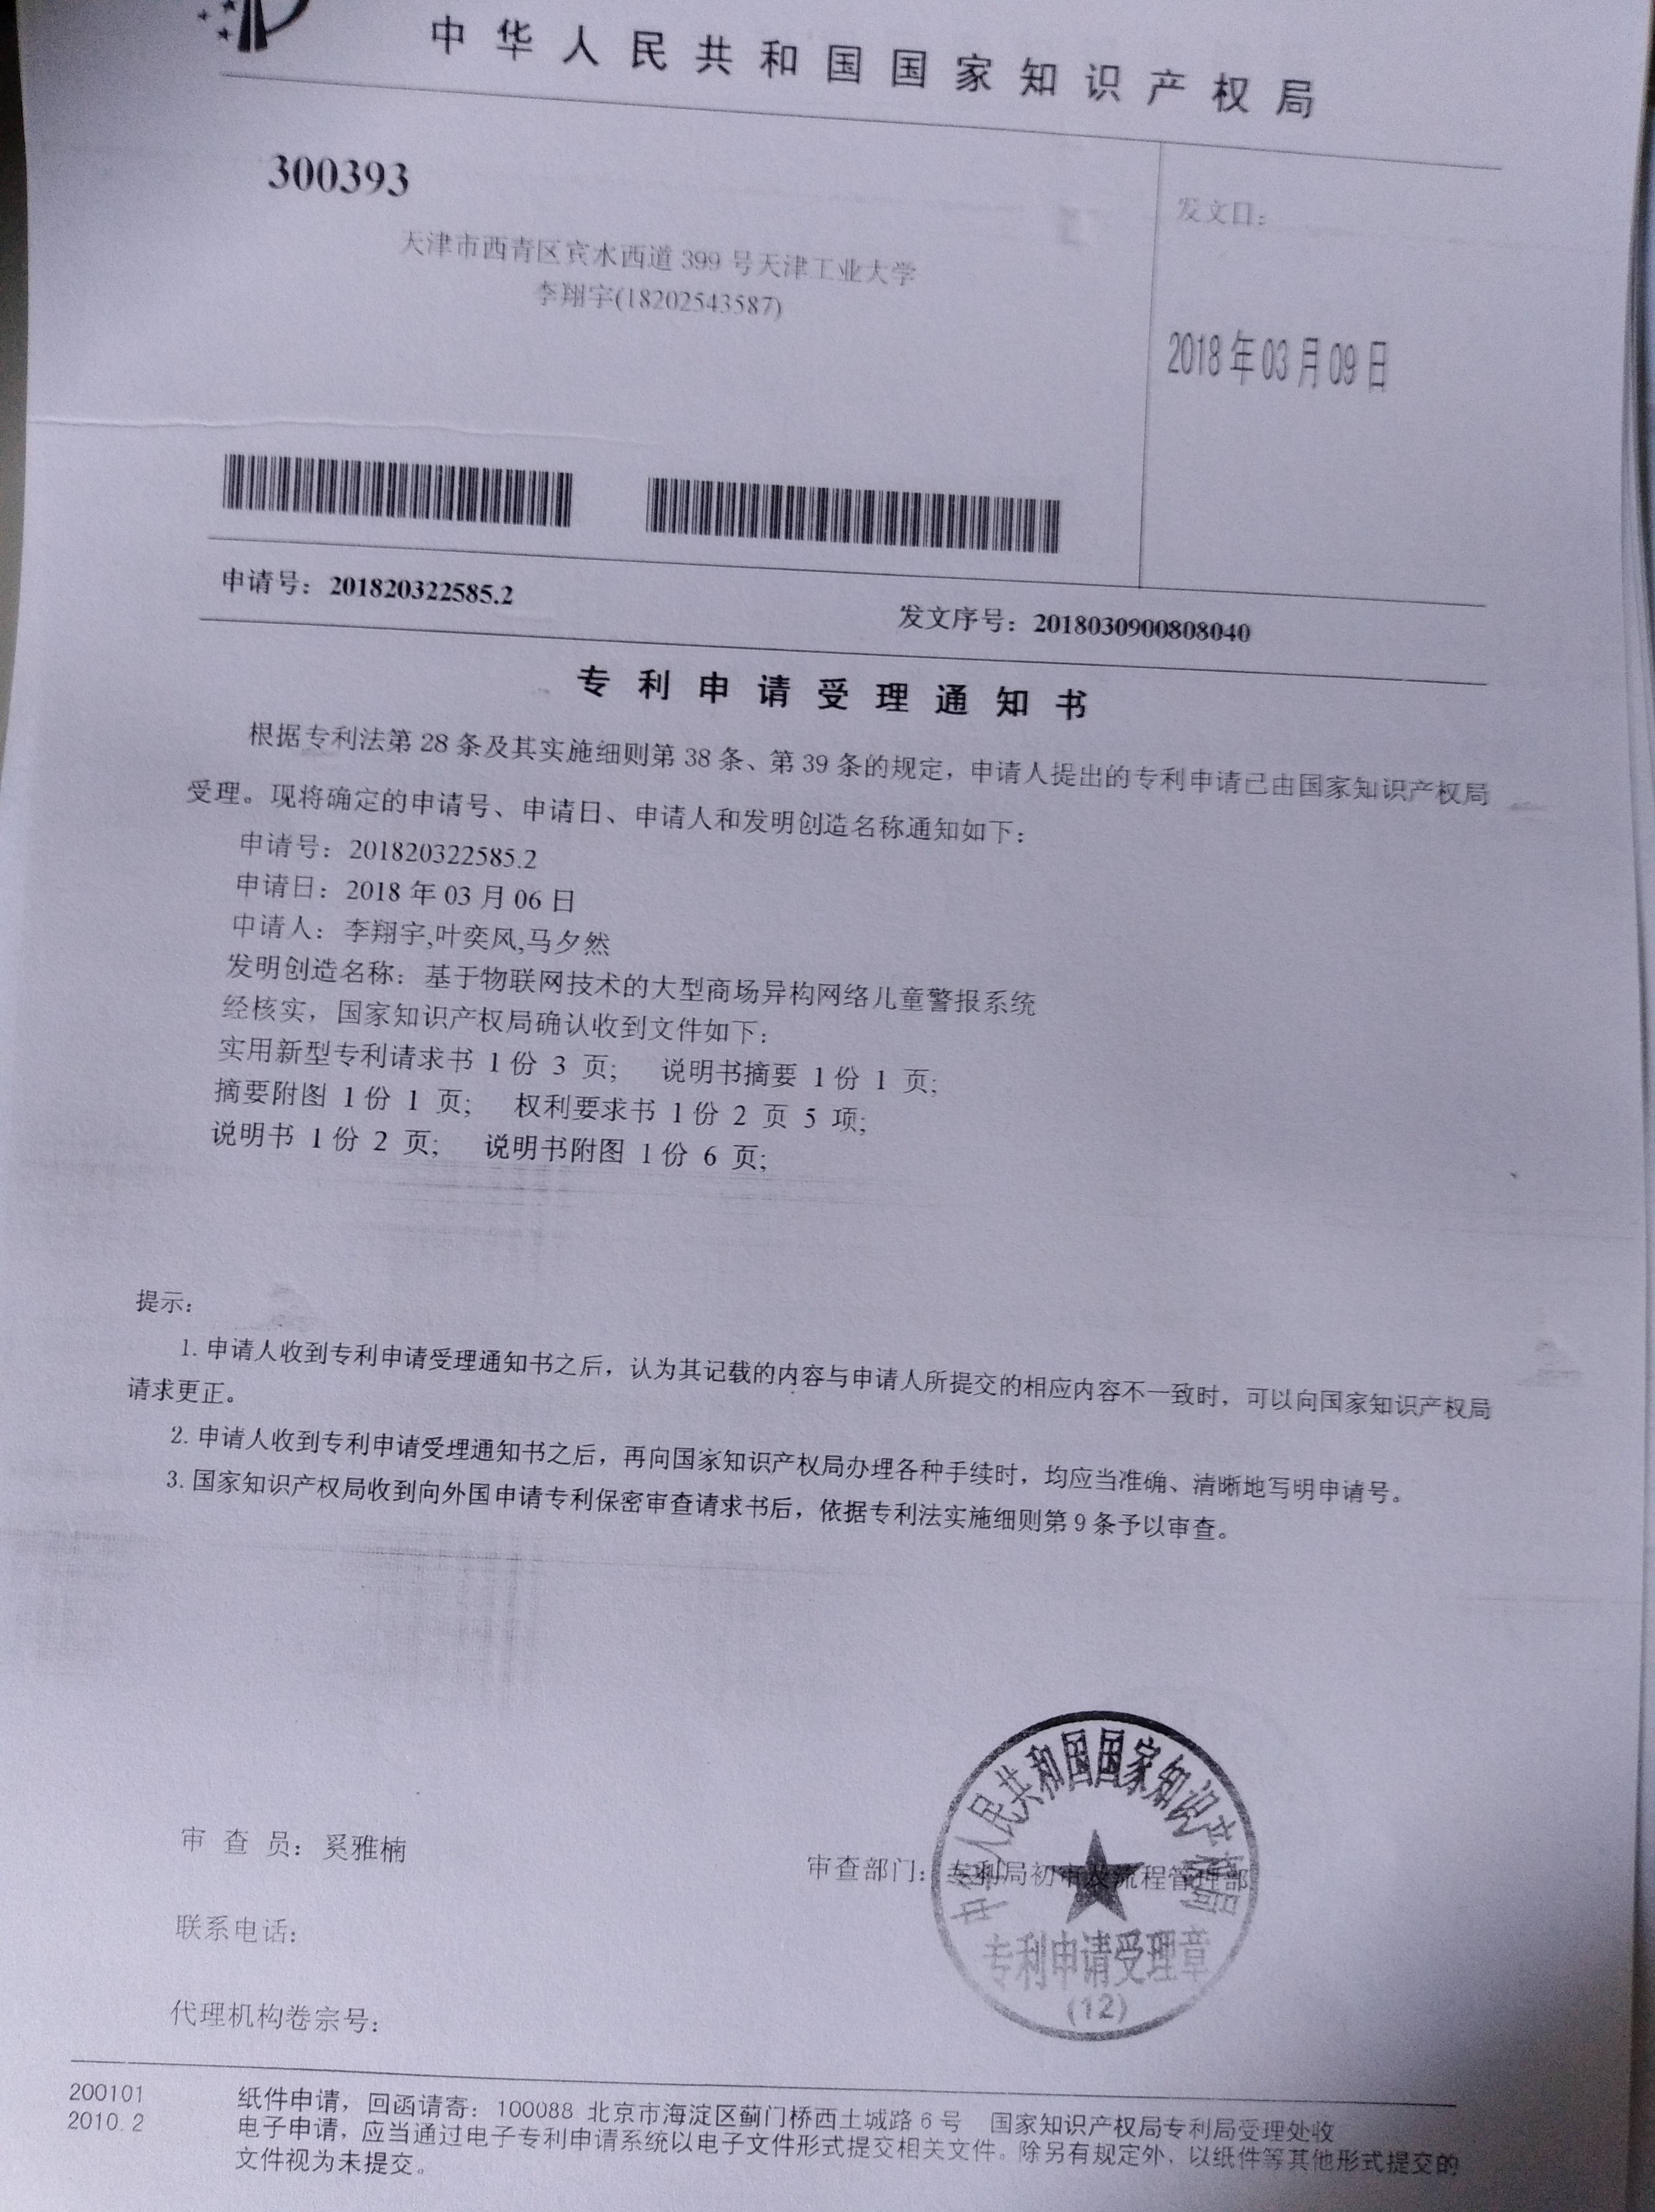 中华人民共和国国家知识产权局
300393
天津市西青区宾水西道 399 号天津工业大学
李翔宇(18202543587)
发文日：
2018年03月09日
申请号：201820322585.2
发文序号：2018030900808040
专利申请受理通知书
根据专利法第 28 条及其实施细则第 38 条、第 39 条的规定，申请人提出的专利申请已由国家知识产权局
受理。现将确定的申请号、申请日、申请人和发明创造名称通知如下：
申请号：201820322585.2
申请日：2018 年 03 月 06 日
申请人：李翔宇,叶奕风,马夕然
发明创造名称：基于物联网技术的大型商场异构网络儿童警报系统
经核实，国家知识产权局确认收到文件如下：
实用新型专利请求书 1 份 3 页; 说明书摘要 1 份 1 页;
摘要附图 1 份 1 页; 权利要求书 1 份 2 页 5 项;
说明书 1 份 2 页; 说明书附图 1 份 6 页;
提示：
1. 申请人收到专利申请受理通知书之后，认为其记载的内容与申请人所提交的相应内容不一致时，可以向国家知识产权局
请求更正。
2. 申请人收到专利申请受理通知书之后，再向国家知识产权局办理各种手续时，均应当准确、清晰地写明申请号。
3. 国家知识产权局收到向外国申请专利保密审查请求书后，依据专利法实施细则第 9 条予以审查。
审 查 员：奚雅楠
审查部门：专利局初审及流程管理部
中华人民共和国国家知识产权局
专利申请受理章
(12)
联系电话：
代理机构卷宗号：
200101 纸件申请，回函请寄：100088 北京市海淀区蓟门桥西土城路 6 号 国家知识产权局专利局受理处收
2010.2 电子申请，应当通过电子专利申请系统以电子文件形式提交相关文件。除另有规定外，以纸件等其他形式提交的
文件视为未提交。